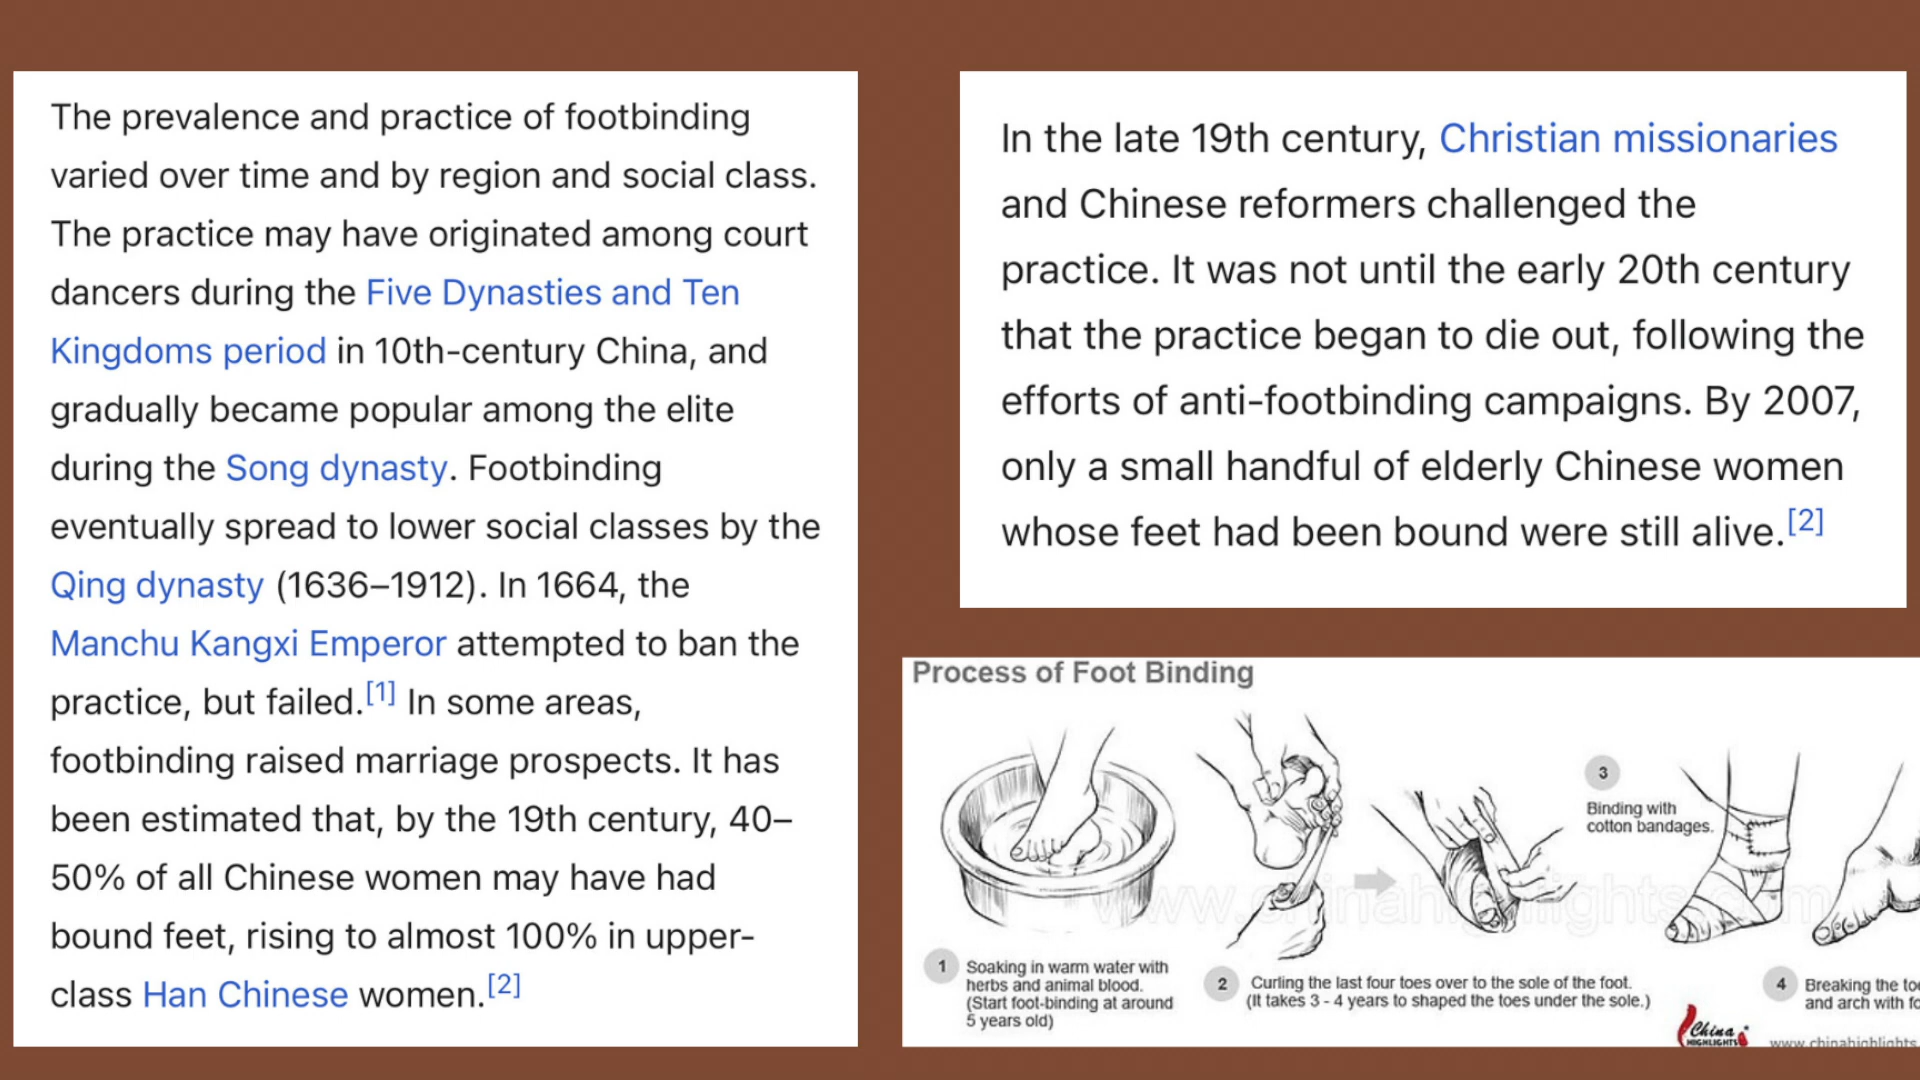 The prevalence and practice of footbinding
varied over time and by region and social class.
The practice may have originated among court
dancers during the Five Dynasties and Ten
Kingdoms period in 10th-century China, and
gradually became popular among the elite
during the Song dynasty. Footbinding
eventually spread to lower social classes by the
Qing dynasty (1636–1912). In 1664, the
Manchu Kangxi Emperor attempted to ban the
practice, but failed.[1] In some areas,
footbinding raised marriage prospects. It has
been estimated that, by the 19th century, 40–
50% of all Chinese women may have had
bound feet, rising to almost 100% in upper-
class Han Chinese women.[2]
In the late 19th century, Christian missionaries
and Chinese reformers challenged the
practice. It was not until the early 20th century
that the practice began to die out, following the
efforts of anti-footbinding campaigns. By 2007,
only a small handful of elderly Chinese women
whose feet had been bound were still alive.[2]
Process of Foot Binding
3
Binding with
cotton bandages.
www.chinahighlights.com
1 Soaking in warm water with
herbs and animal blood.
(Start foot-binding at around
5 years old)
2 Curling the last four toes over to the sole of the foot.
(It takes 3 - 4 years to shaped the toes under the sole.)
4 Breaking the
and arch with
China
HIGHLIGHTS
www.chinahighlights